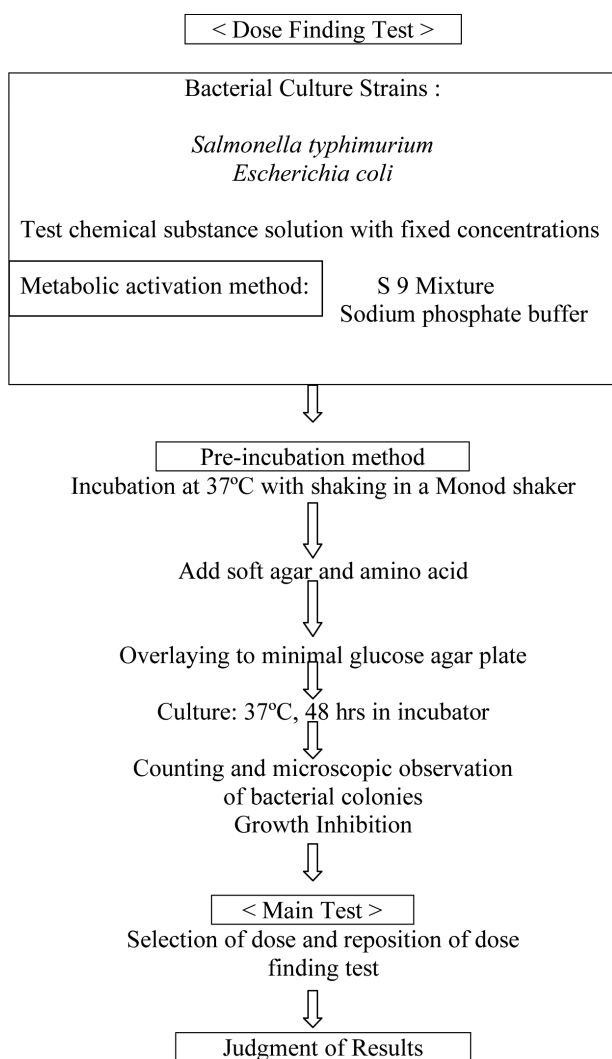 < Dose Finding Test >
Bacterial Culture Strains :
Salmonella typhimurium
Escherichia coli
Test chemical substance solution with fixed concentrations
Metabolic activation method: S 9 Mixture
Sodium phosphate buffer
Pre-incubation method
Incubation at 37ºC with shaking in a Monod shaker
Add soft agar and amino acid
Overlaying to minimal glucose agar plate
Culture: 37ºC, 48 hrs in incubator
Counting and microscopic observation
of bacterial colonies
Growth Inhibition
< Main Test >
Selection of dose and reposition of dose
finding test
Judgment of Results